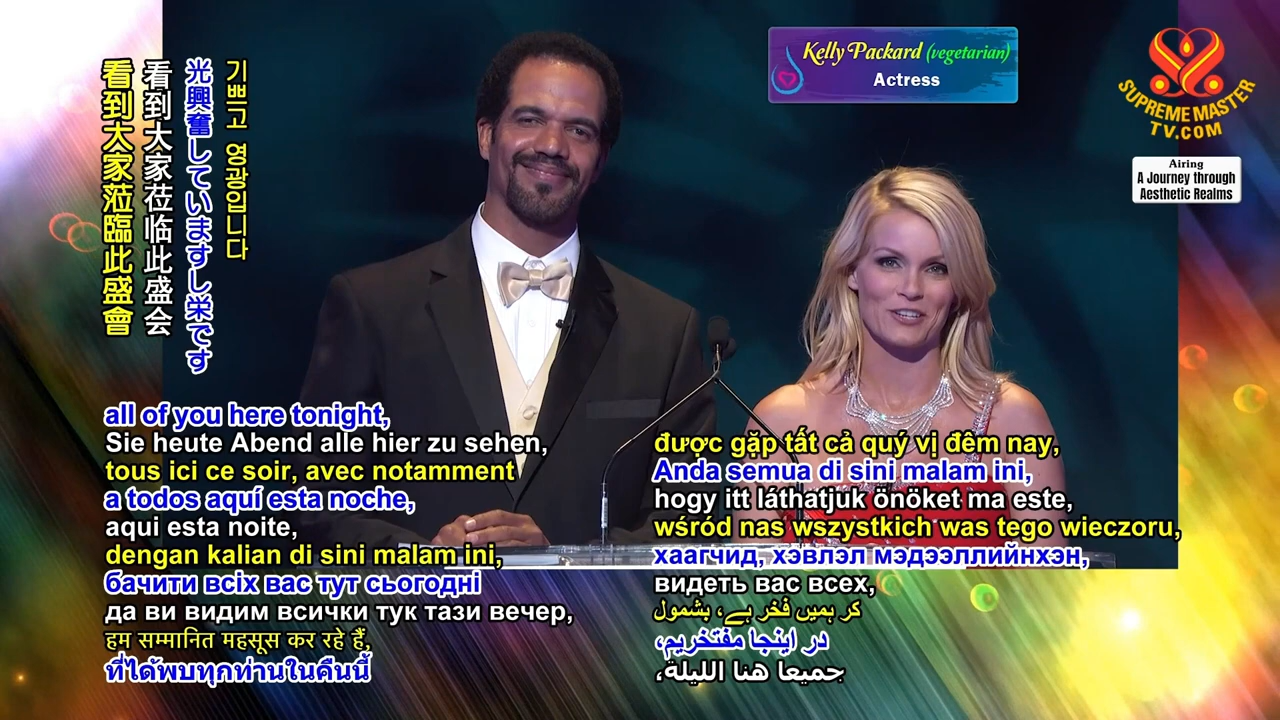 Kelly Packard (vegetarian)
Actress
SUPREME MASTER
TV.COM
Airing
A Journey through
Aesthetic Realms
看到大家蒞臨此盛會
看到大家莅临此盛会
光興奮していますし栄です
기쁘고 영광입니다
all of you here tonight,
Sie heute Abend alle hier zu sehen,
tous ici ce soir, avec notamment
a todos aquí esta noche,
aqui esta noite,
dengan kalian di sini malam ini,
бачити всіх вас тут сьогодні
да ви видим всички тук тази вечер,
हम सम्मानित महसूस कर रहे हैं,
ที่ได้พบทุกท่านในคืนนี้
được gặp tất cả quý vị đêm nay,
Anda semua di sini malam ini,
hogy itt láthatjuk önöket ma este,
wśród nas wszystkich was tego wieczoru,
хаагчид, хэвлэл мэдээллийнхэн,
видеть вас всех,
کر ہمیں فخر ہے، بشمول
در اینجا مفتخریم،
جميعا هنا الليلة،